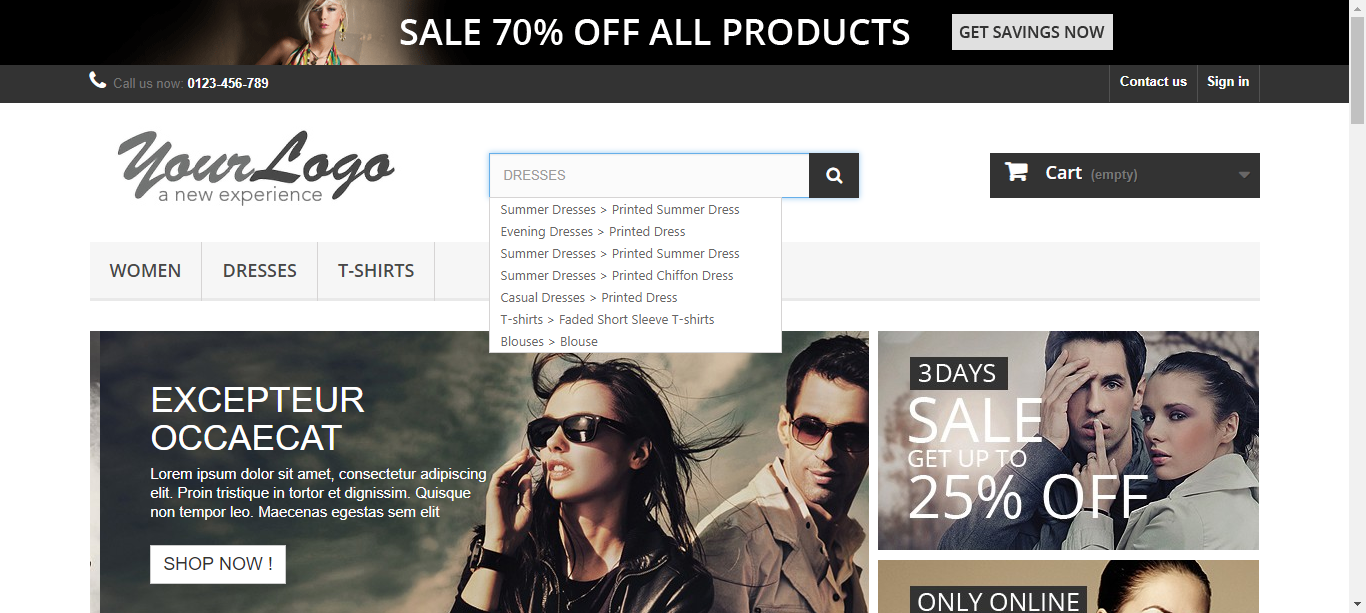 SALE 70% OFF ALL PRODUCTS
GET SAVINGS NOW
Call us now: 0123-456-789
Contact us
Sign in
YourLogo
a new experience
DRESSES
Cart (empty)
Summer Dresses > Printed Summer Dress
Evening Dresses > Printed Dress
Summer Dresses > Printed Summer Dress
Summer Dresses > Printed Chiffon Dress
Casual Dresses > Printed Dress
T-shirts > Faded Short Sleeve T-shirts
Blouses > Blouse
WOMEN
DRESSES
T-SHIRTS
EXCEPTEUR
OCCAECAT
Lorem ipsum dolor sit amet, consectetur adipiscing
elit. Proin tristique in tortor et dignissim. Quisque
non tempor leo. Maecenas egestas sem elit
SHOP NOW !
3 DAYS
SALE
GET UP TO
25% OFF
ONLY ONLINE